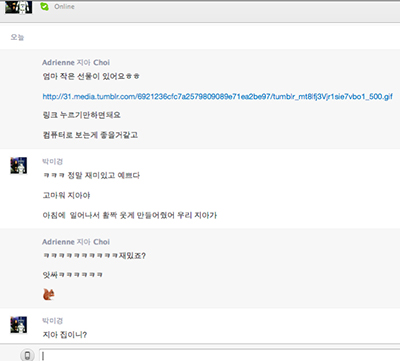 Online
오늘
Adrienne 지아 Choi
엄마 작은 선물이 있어요ㅎㅎ
http://31.media.tumblr.com/6921236cfc7a2579809089e71ea2be97/tumblr_mt8lfj3Vjr1sie7vbo1_500.gif
링크 누르기만하면돼요
컴퓨터로 보는게 좋을거같고
박미경
ㅋㅋㅋ 정말 재미있고 예쁘다
고마워 지아야
아침에 일어나서 활짝 웃게 만들어줬어 우리 지아가
Adrienne 지아 Choi
ㅋㅋㅋㅋㅋㅋㅋㅋㅋㅋ재밌죠?
앗싸ㅋㅋㅋㅋㅋㅋ
박미경
지아 집이니?